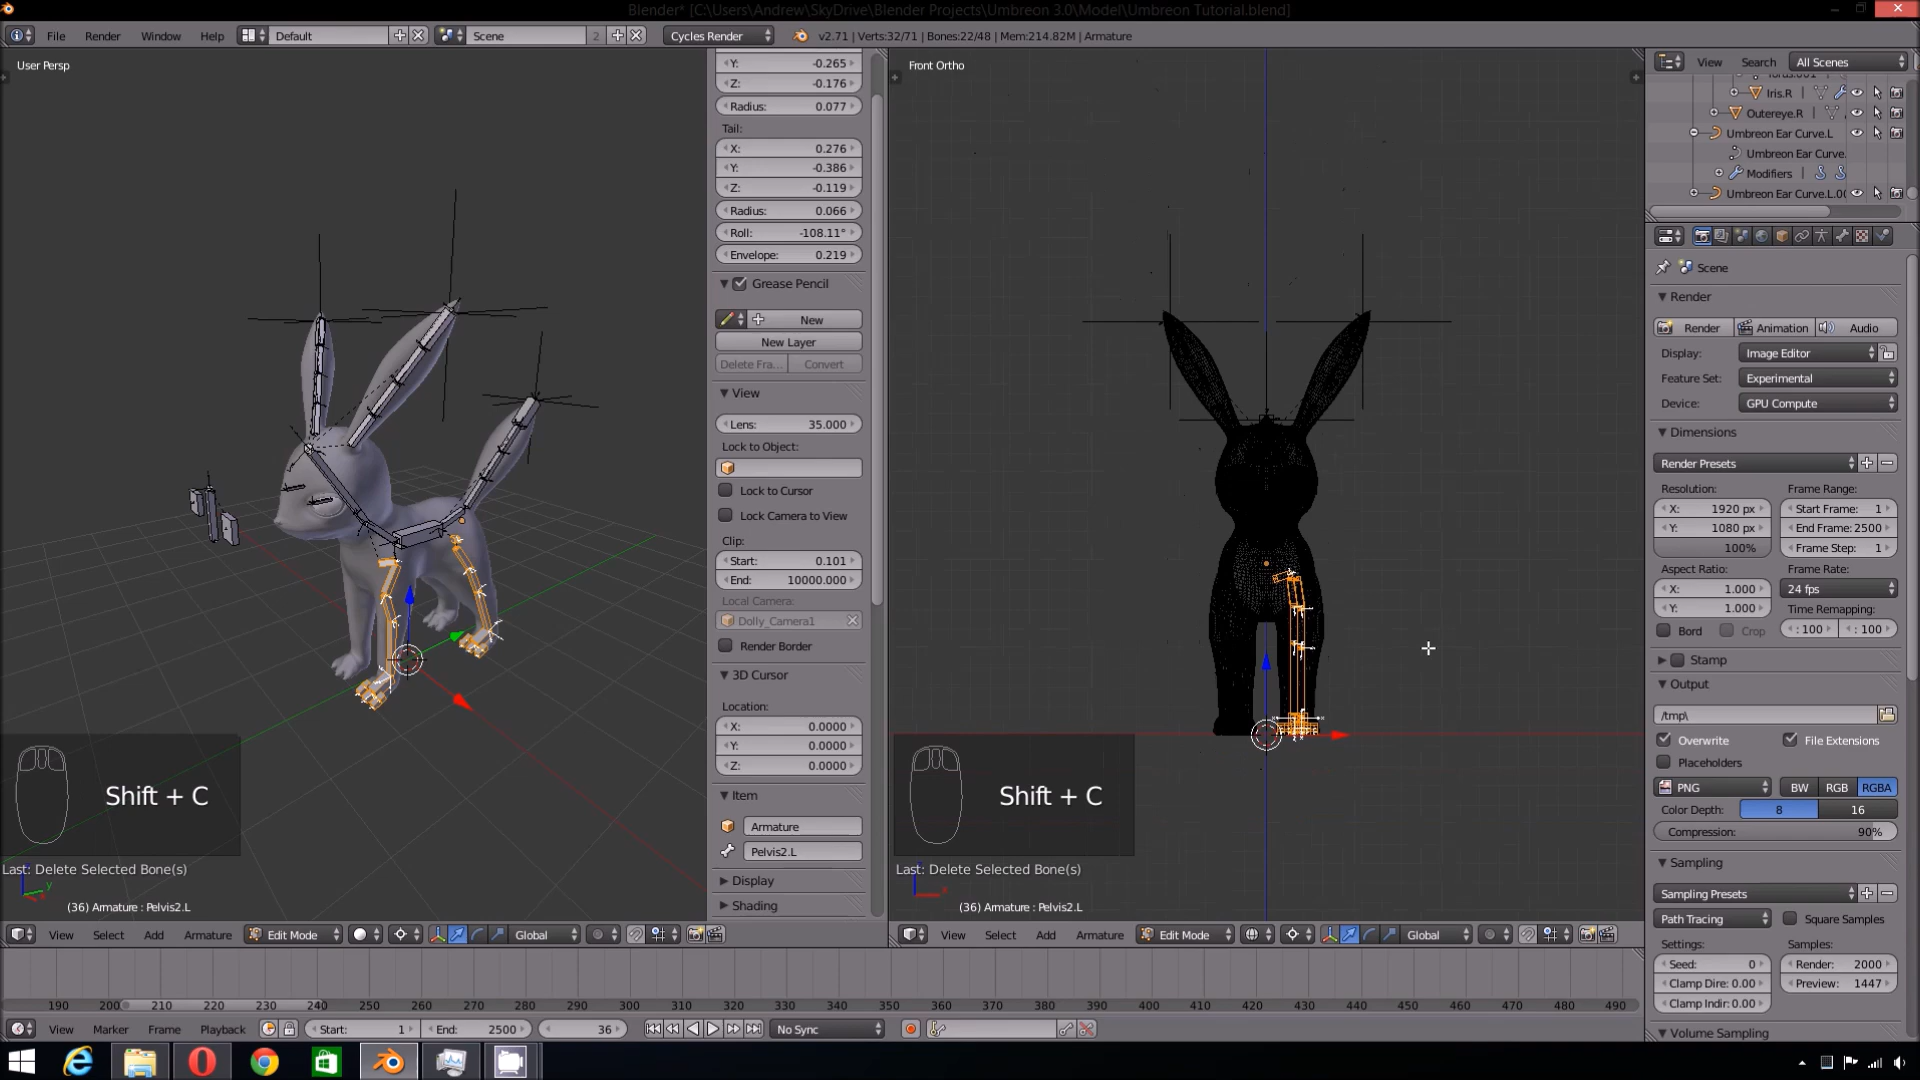 Blender* [C:\Users\Andrew\SkyDrive\Blender Projects\Umbreon 3.0\Model\Umbreon Tutorial.blend]
File Render Window Help Default Scene 2 Cycles Render v2.71 | Verts:32/71 | Bones:22/48 | Mem:214.82M | Armature
User Persp
Y: -0.265
Z: -0.176
Radius: 0.077
Tail:
X: 0.276
Y: -0.386
Z: -0.119
Radius: 0.066
Roll: -108.11°
Envelope: 0.219
Grease Pencil
New
New Layer
Delete Fra... Convert
View
Lens: 35.000
Lock to Object:
Lock to Cursor
Lock Camera to View
Clip:
Start: 0.101
End: 10000.000
Local Camera:
Dolly_Camera1
Render Border
3D Cursor
Location:
X: 0.0000
Y: 0.0000
Z: 0.0000
Item
Armature
Pelvis2.L
Display
Shading
Shift + C
Last: Delete Selected Bone(s)
(36) Armature : Pelvis2.L
View Select Add Armature Edit Mode Global
Front Ortho
Shift + C
Last: Delete Selected Bone(s)
(36) Armature : Pelvis2.L
View Select Add Armature Edit Mode Global
View Search All Scenes
Iris.R
Outereye.R
Umbreon Ear Curve.L
Umbreon Ear Curve.
Modifiers
Umbreon Ear Curve.L.00
Scene
Render
Render Animation Audio
Display: Image Editor
Feature Set: Experimental
Device: GPU Compute
Dimensions
Render Presets
Resolution: Frame Range:
X: 1920 px Start Frame: 1
Y: 1080 px End Frame: 2500
100% Frame Step: 1
Aspect Ratio: Frame Rate:
X: 1.000 24 fps
Y: 1.000 Time Remapping:
Bord Crop : 100 : 100
Stamp
Output
/tmp\
Overwrite File Extensions
Placeholders
PNG BW RGB RGBA
Color Depth: 8 16
Compression: 90%
Sampling
Sampling Presets
Path Tracing Square Samples
Settings: Samples:
Seed: 0 Render: 2000
Clamp Dire: 0.00 Preview: 1447
Clamp Indir: 0.00
Volume Sampling
190 200 210 220 230 240 250 260 270 280 290 300 310 320 330 340 350 360 370 380 390 400 410 420 430 440 450 460 470 480 490
View Marker Frame Playback Start: 1 End: 2500 36 No Sync